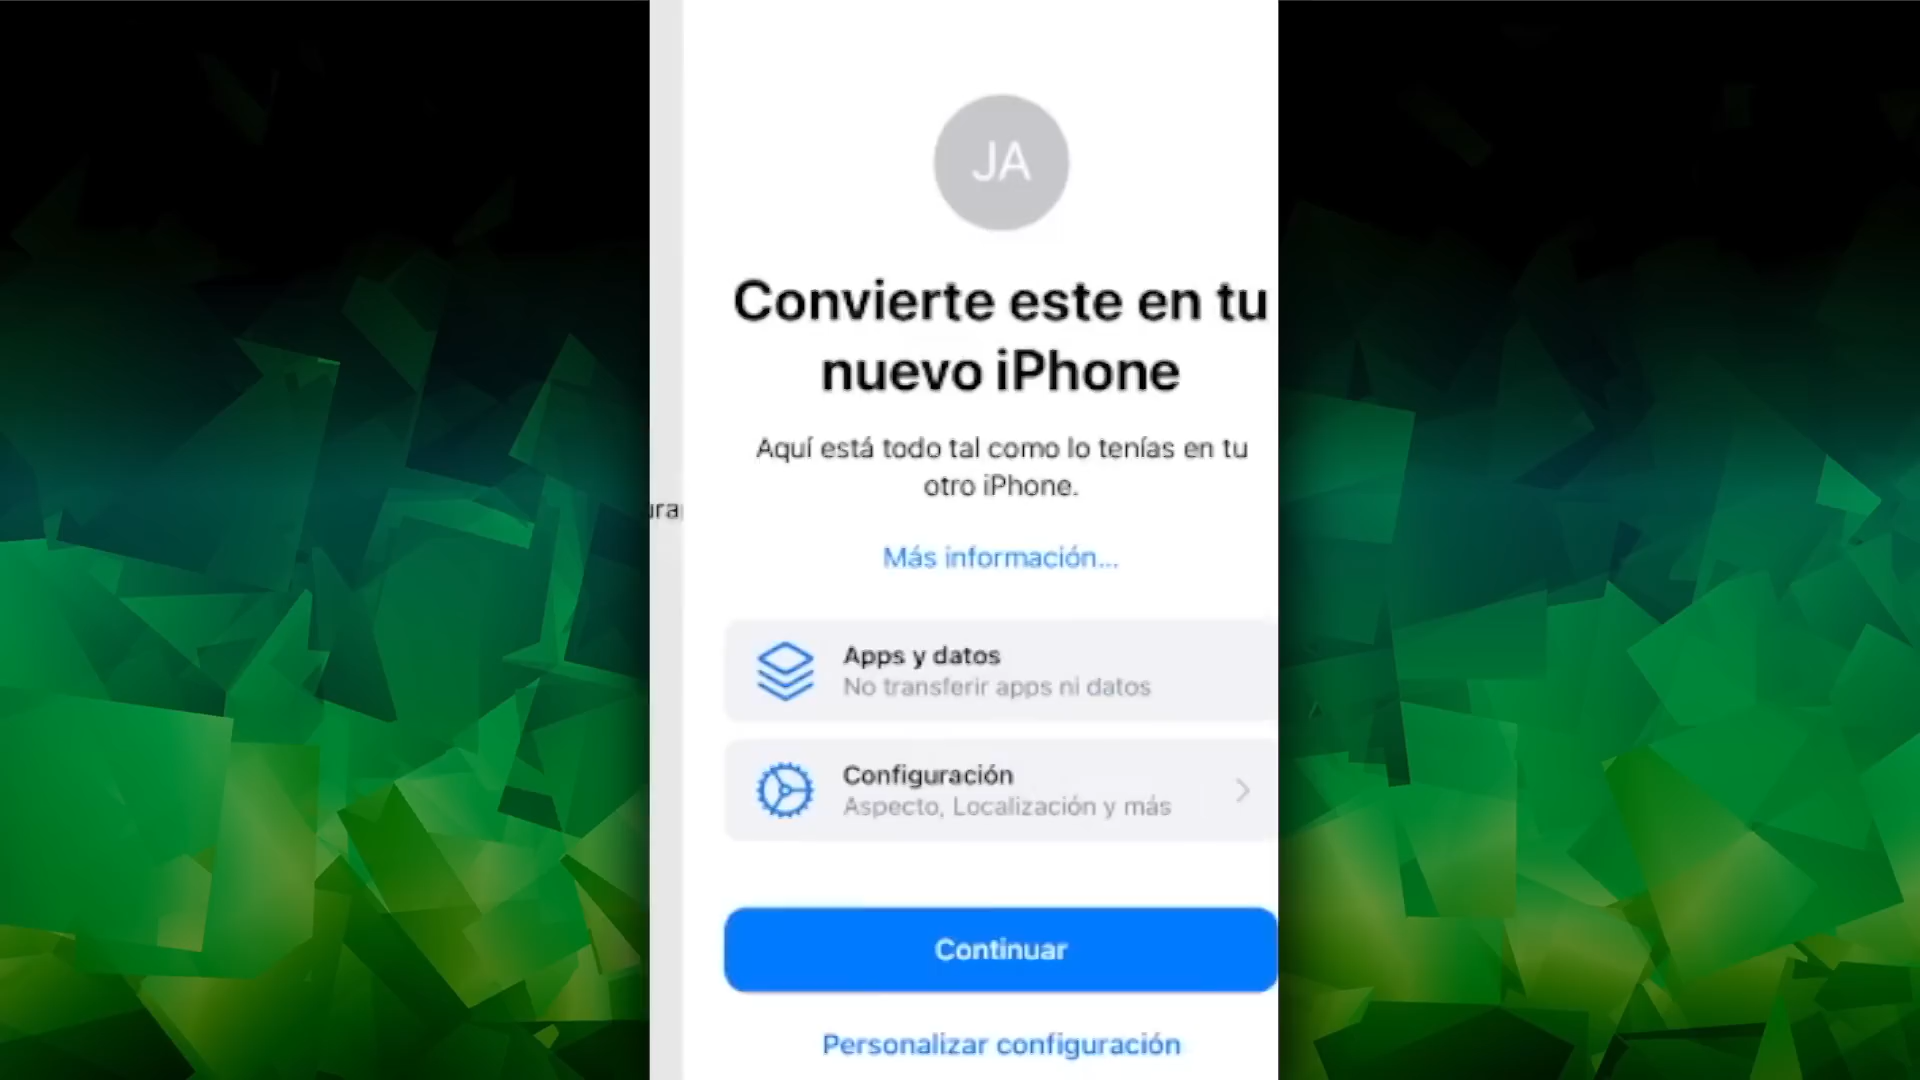 JA
Convierte este en tu
nuevo iPhone
Aquí está todo tal como lo tenías en tu
otro iPhone.
Más información...
Apps y datos
No transferir apps ni datos
Configuración
Aspecto, Localización y más
Continuar
Personalizar configuración